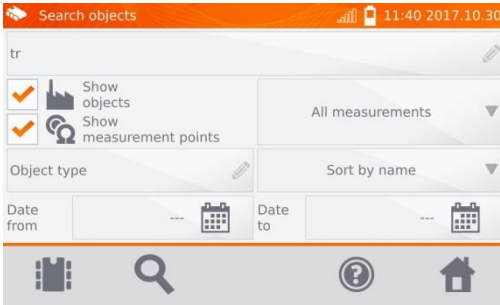 Search objects
11:40 2017.10.30
tr
Show
objects
Show
measurement points
All measurements
Object type
Sort by name
Date
from
---
Date
to
---